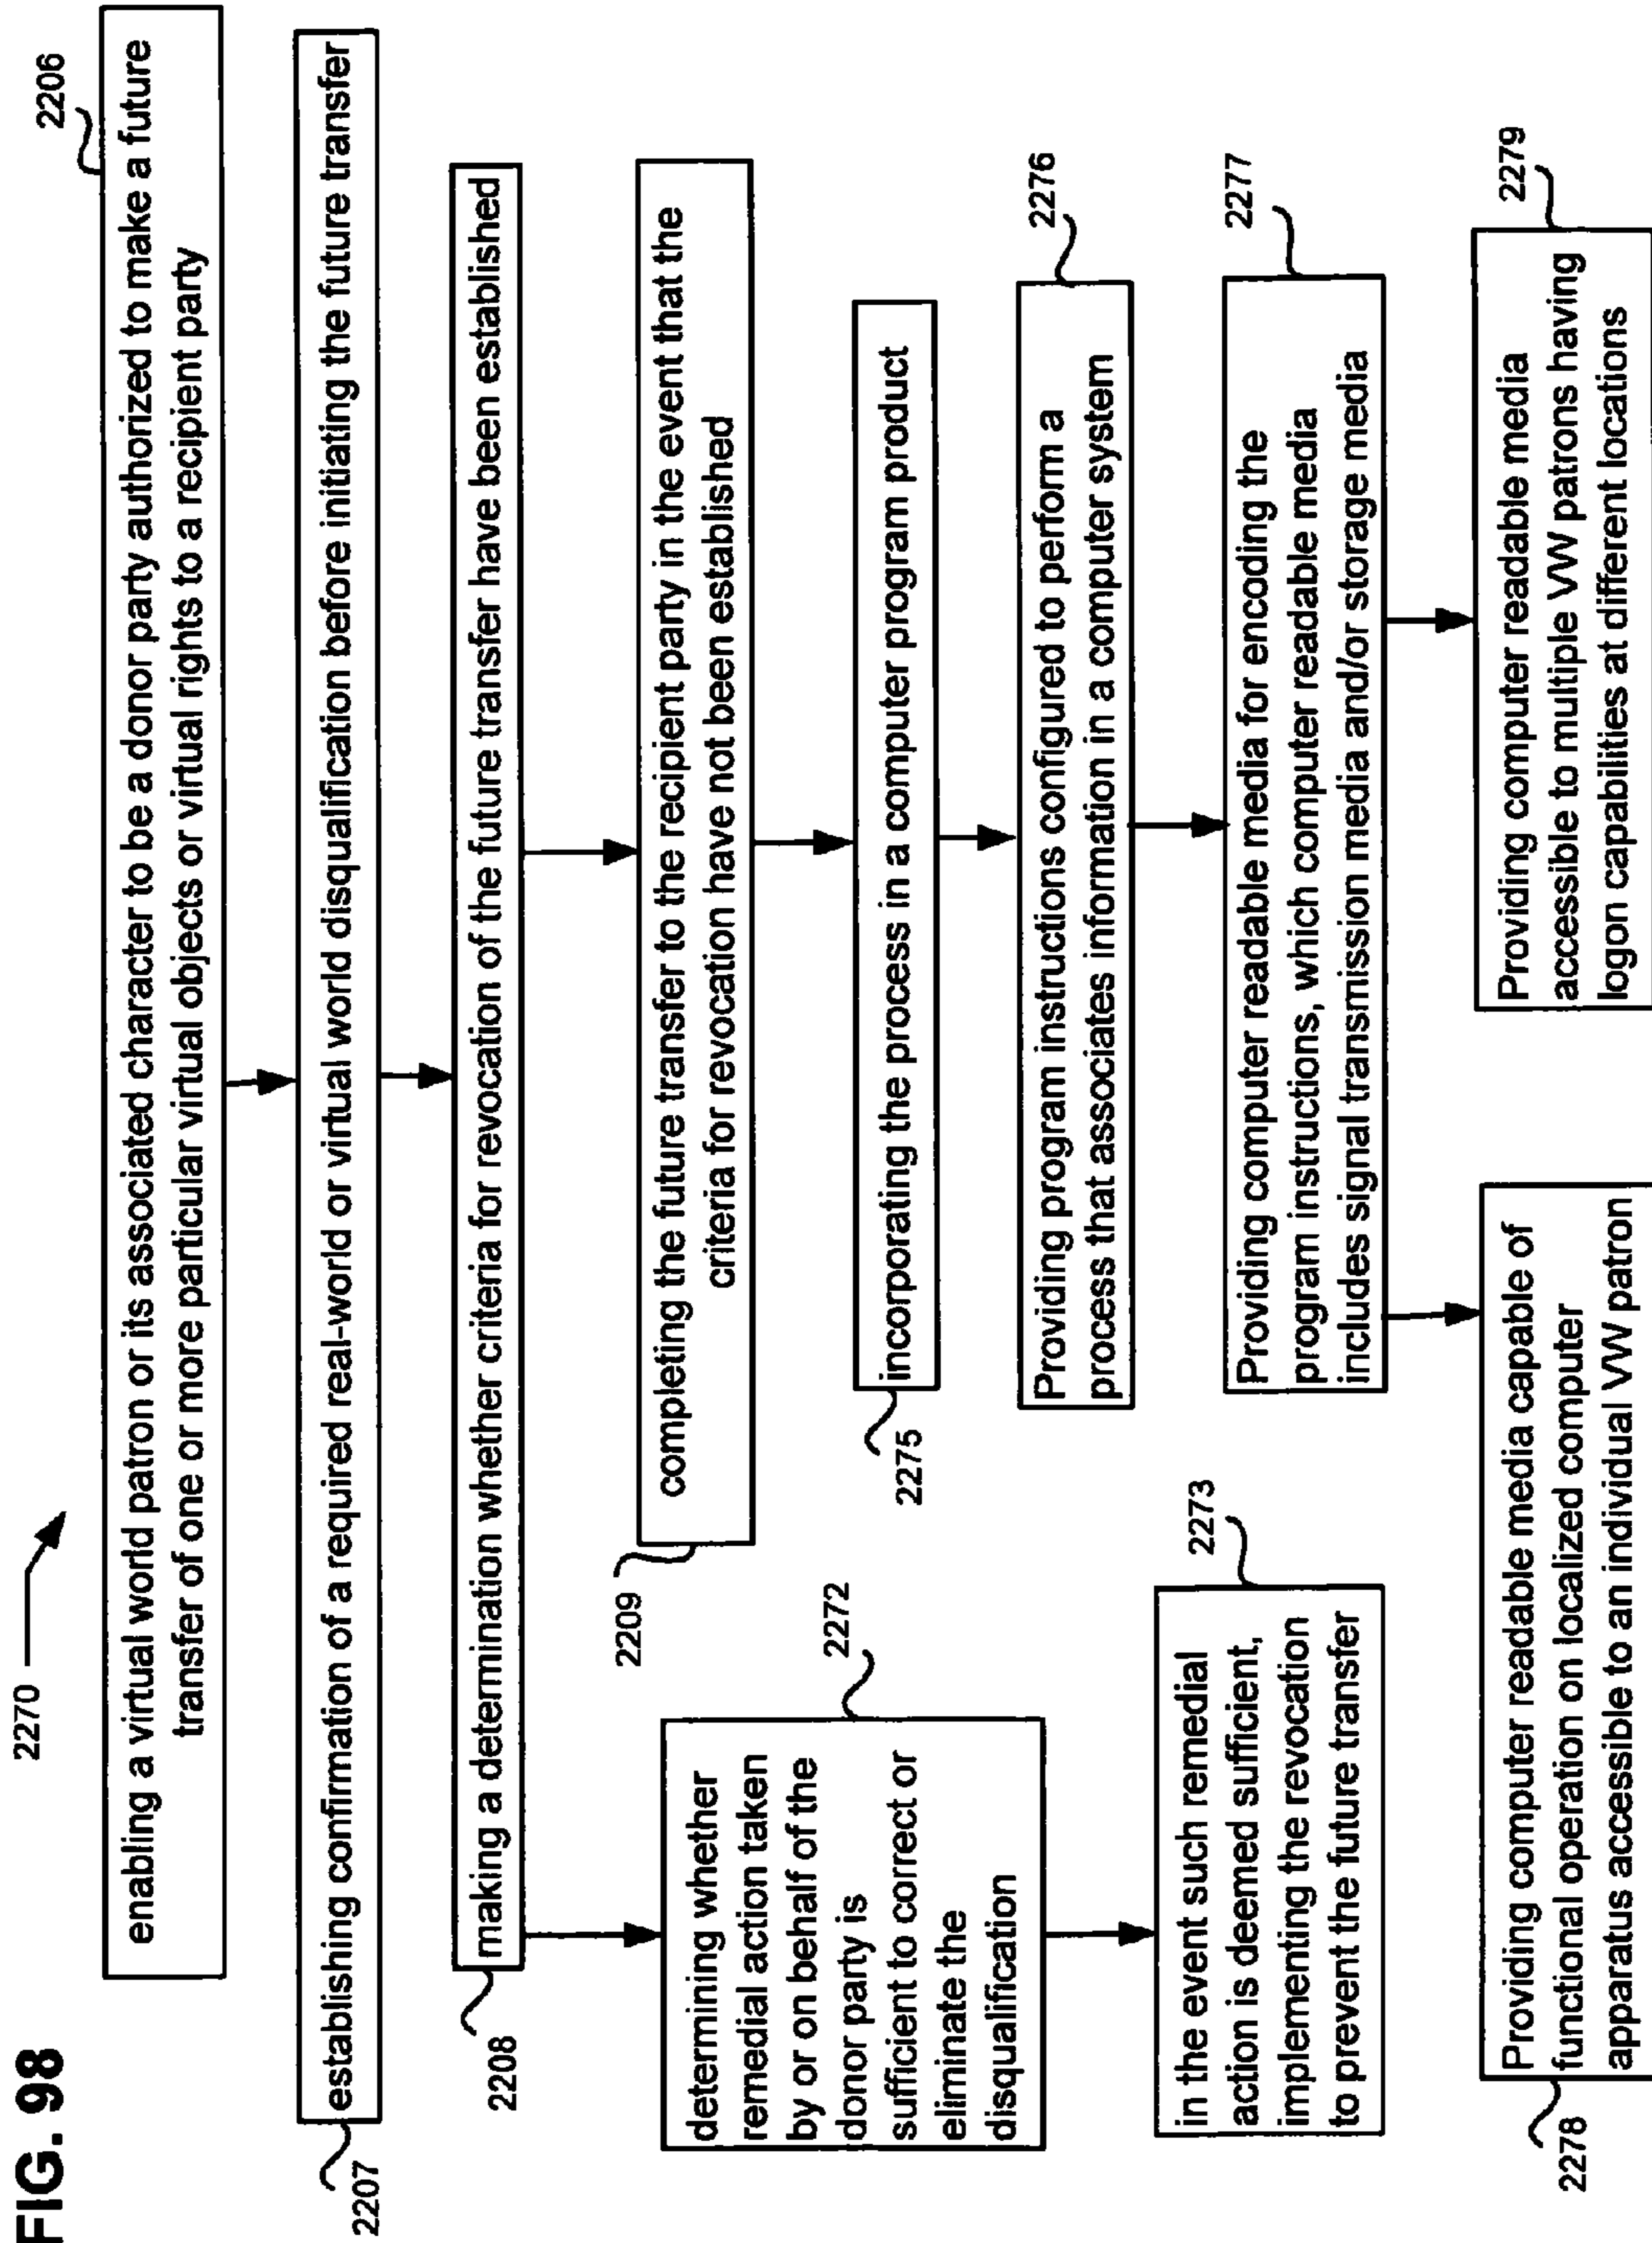 FIG. 98
2270
2206
enabling a virtual world patron or its associated character to be a donor party authorized to make a future
transfer of one or more particular virtual objects or virtual rights to a recipient party
2207
establishing confirmation of a required real-world or virtual world disqualification before initiating the future transfer
2208
making a determination whether criteria for revocation of the future transfer have been established
2209
completing the future transfer to the recipient party in the event that the
criteria for revocation have not been established
2272
determining whether
remedial action taken
by or on behalf of the
donor party is
sufficient to correct or
eliminate the
disqualification
2275
incorporating the process in a computer program product
2273
in the event such remedial
action is deemed sufficient,
implementing the revocation
to prevent the future transfer
2276
Providing program instructions configured to perform a
process that associates information in a computer system
2277
Providing computer readable media for encoding the
program instructions, which computer readable media
includes signal transmission media and/or storage media
2278
Providing computer readable media capable of
functional operation on localized computer
apparatus accessible to an individual VW patron
2279
Providing computer readable media
accessible to multiple VW patrons having
logon capabilities at different locations